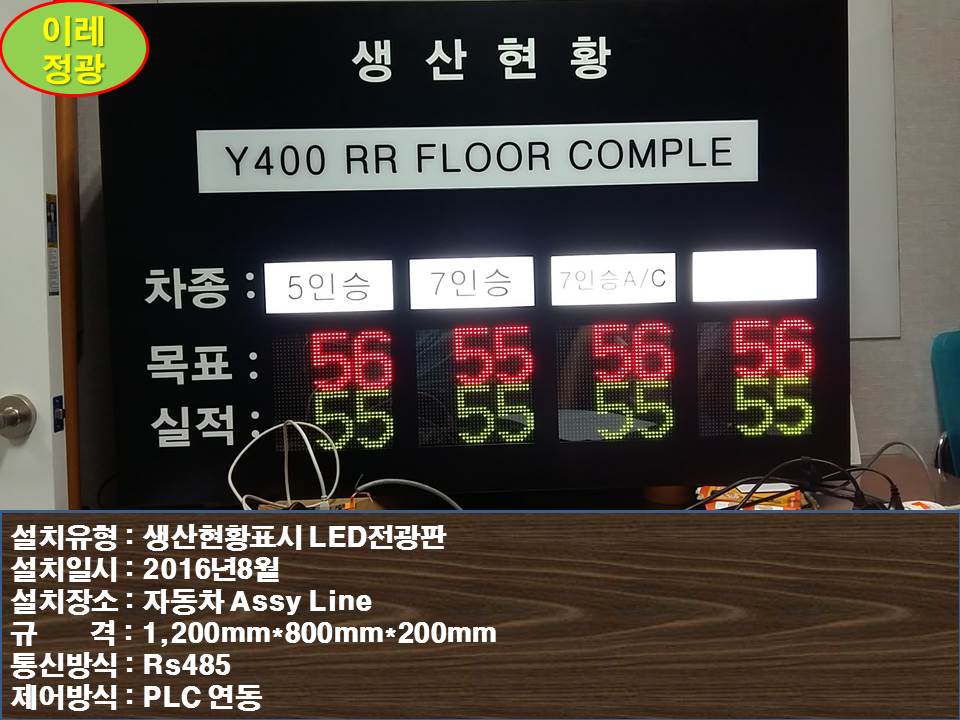 이레
정광
생 산 현 황
Y400 RR FLOOR COMPLE
차종 : 5인승 7인승 7인승A/C
목표 : 56 55 56 56
실적 : 55 55 55 55
설치유형 : 생산현황표시 LED전광판
설치일시 : 2016년8월
설치장소 : 자동차 Assy Line
규 격 : 1,200mm*800mm*200mm
통신방식 : Rs485
제어방식 : PLC 연동